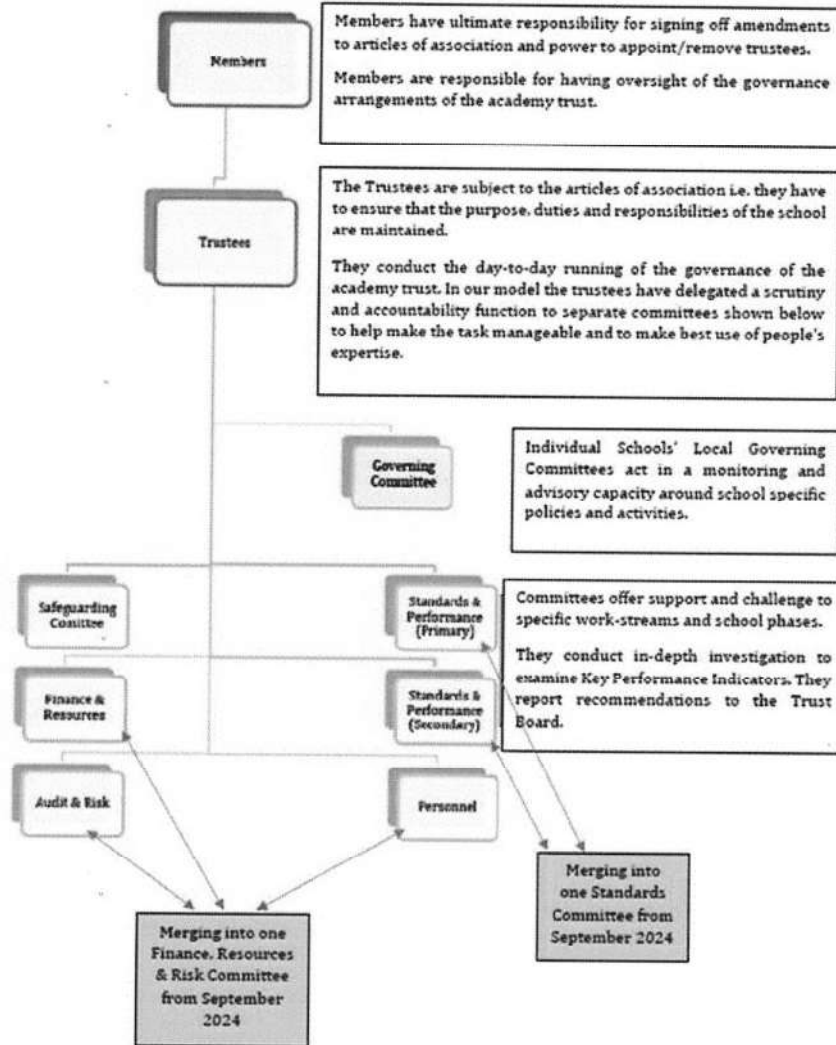 Members
Members have ultimate responsibility for signing off amendments
to articles of association and power to appoint/remove trustees.
Members are responsible for having oversight of the governance
arrangements of the academy trust.
Trustees
The Trustees are subject to the articles of association i.e. they have
to ensure that the purpose, duties and responsibilities of the school
are maintained.
They conduct the day-to-day running of the governance of the
academy trust. In our model the trustees have delegated a scrutiny
and accountability function to separate committees shown below
to help make the task manageable and to make best use of people's
expertise.
Governing
Committee
Individual Schools' Local Governing
Committees act in a monitoring and
advisory capacity around school specific
policies and activities.
Safeguarding
Comittee
Standards &
Performance
(Primary)
Committees offer support and challenge to
specific work-streams and school phases.
They conduct in-depth investigation to
examine Key Performance Indicators. They
report recommendations to the Trust
Board.
Finance &
Resources
Standards &
Performance
(Secondary)
Audit & Risk
Personnel
Merging into
one Standards
Committee from
September 2024
Merging into one
Finance, Resources
& Risk Committee
from September
2024